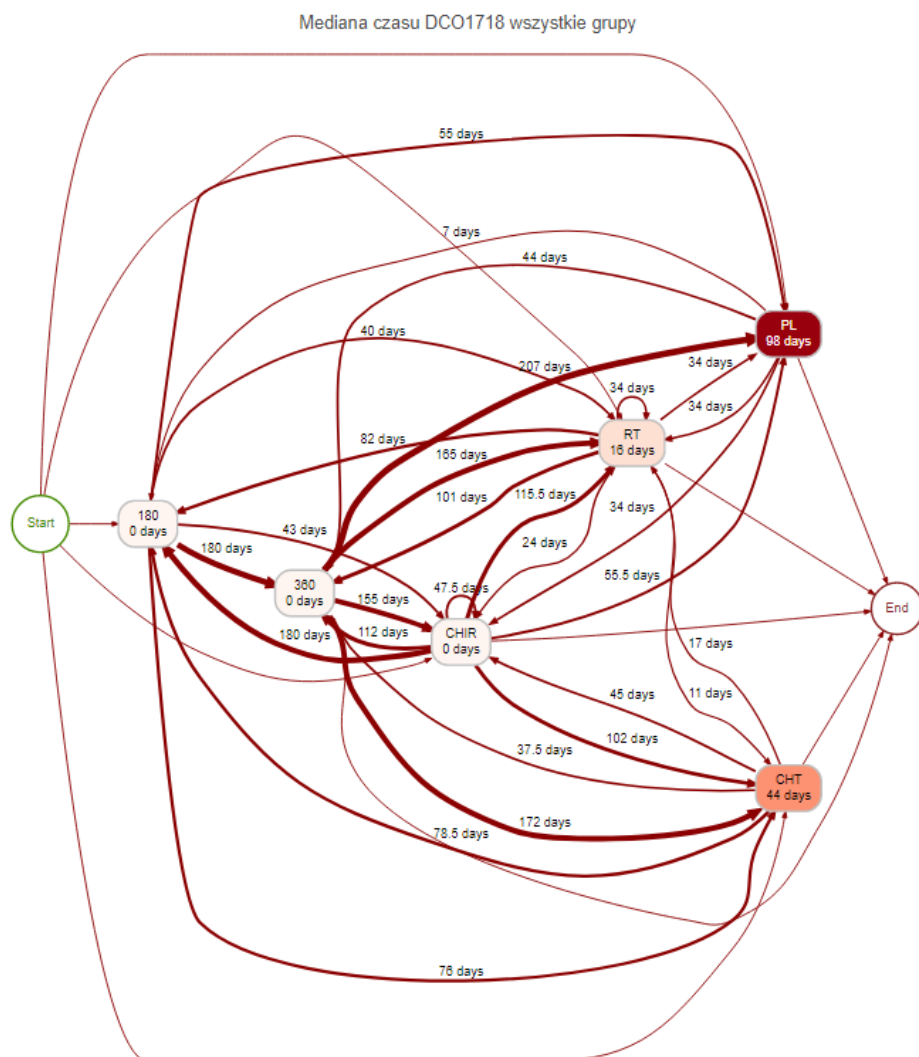 Mediana czasu DCO1718 wszystkie grupy
55 days
7 days
44 days
PL
98 days
40 days
207 days
34 days
34 days
34 days
RT
16 days
82 days
165 days
101 days
115.5 days
34 days
Start
180
0 days
43 days
180 days
24 days
360
0 days
47.5 days
55.5 days
155 days
End
CHIR
0 days
180 days
112 days
17 days
45 days
11 days
102 days
37.5 days
CHT
44 days
172 days
78.5 days
76 days